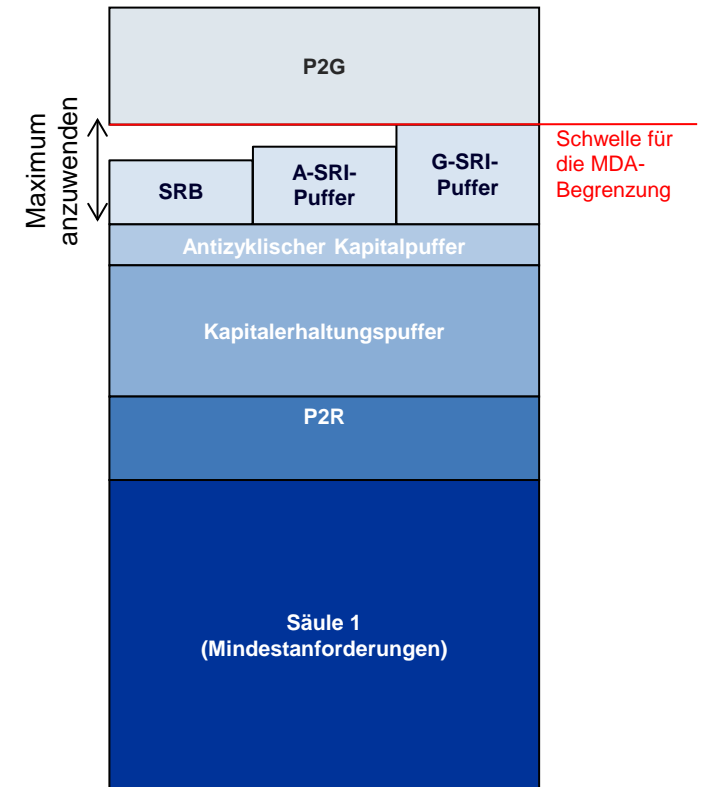 P2G
Maximum
anzuwenden
Schwelle für
die MDA-
Begrenzung
SRB
A-SRI-
Puffer
G-SRI-
Puffer
Antizyklischer Kapitalpuffer
Kapitalerhaltungspuffer
P2R
Säule 1
(Mindestanforderungen)